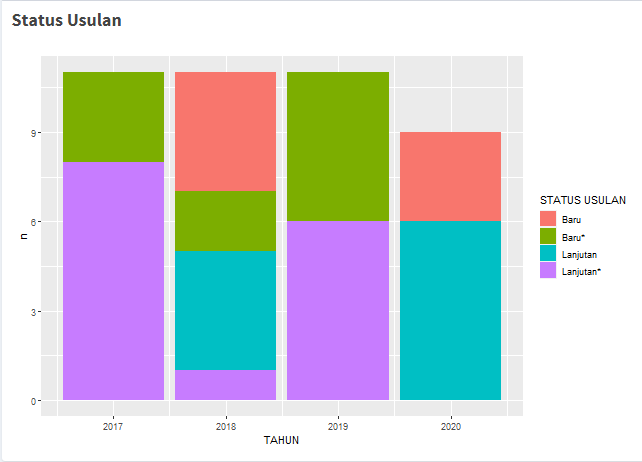 Status Usulan
9
6
3
0
n
2017 2018 2019 2020
TAHUN
STATUS USULAN
Baru
Baru*
Lanjutan
Lanjutan*